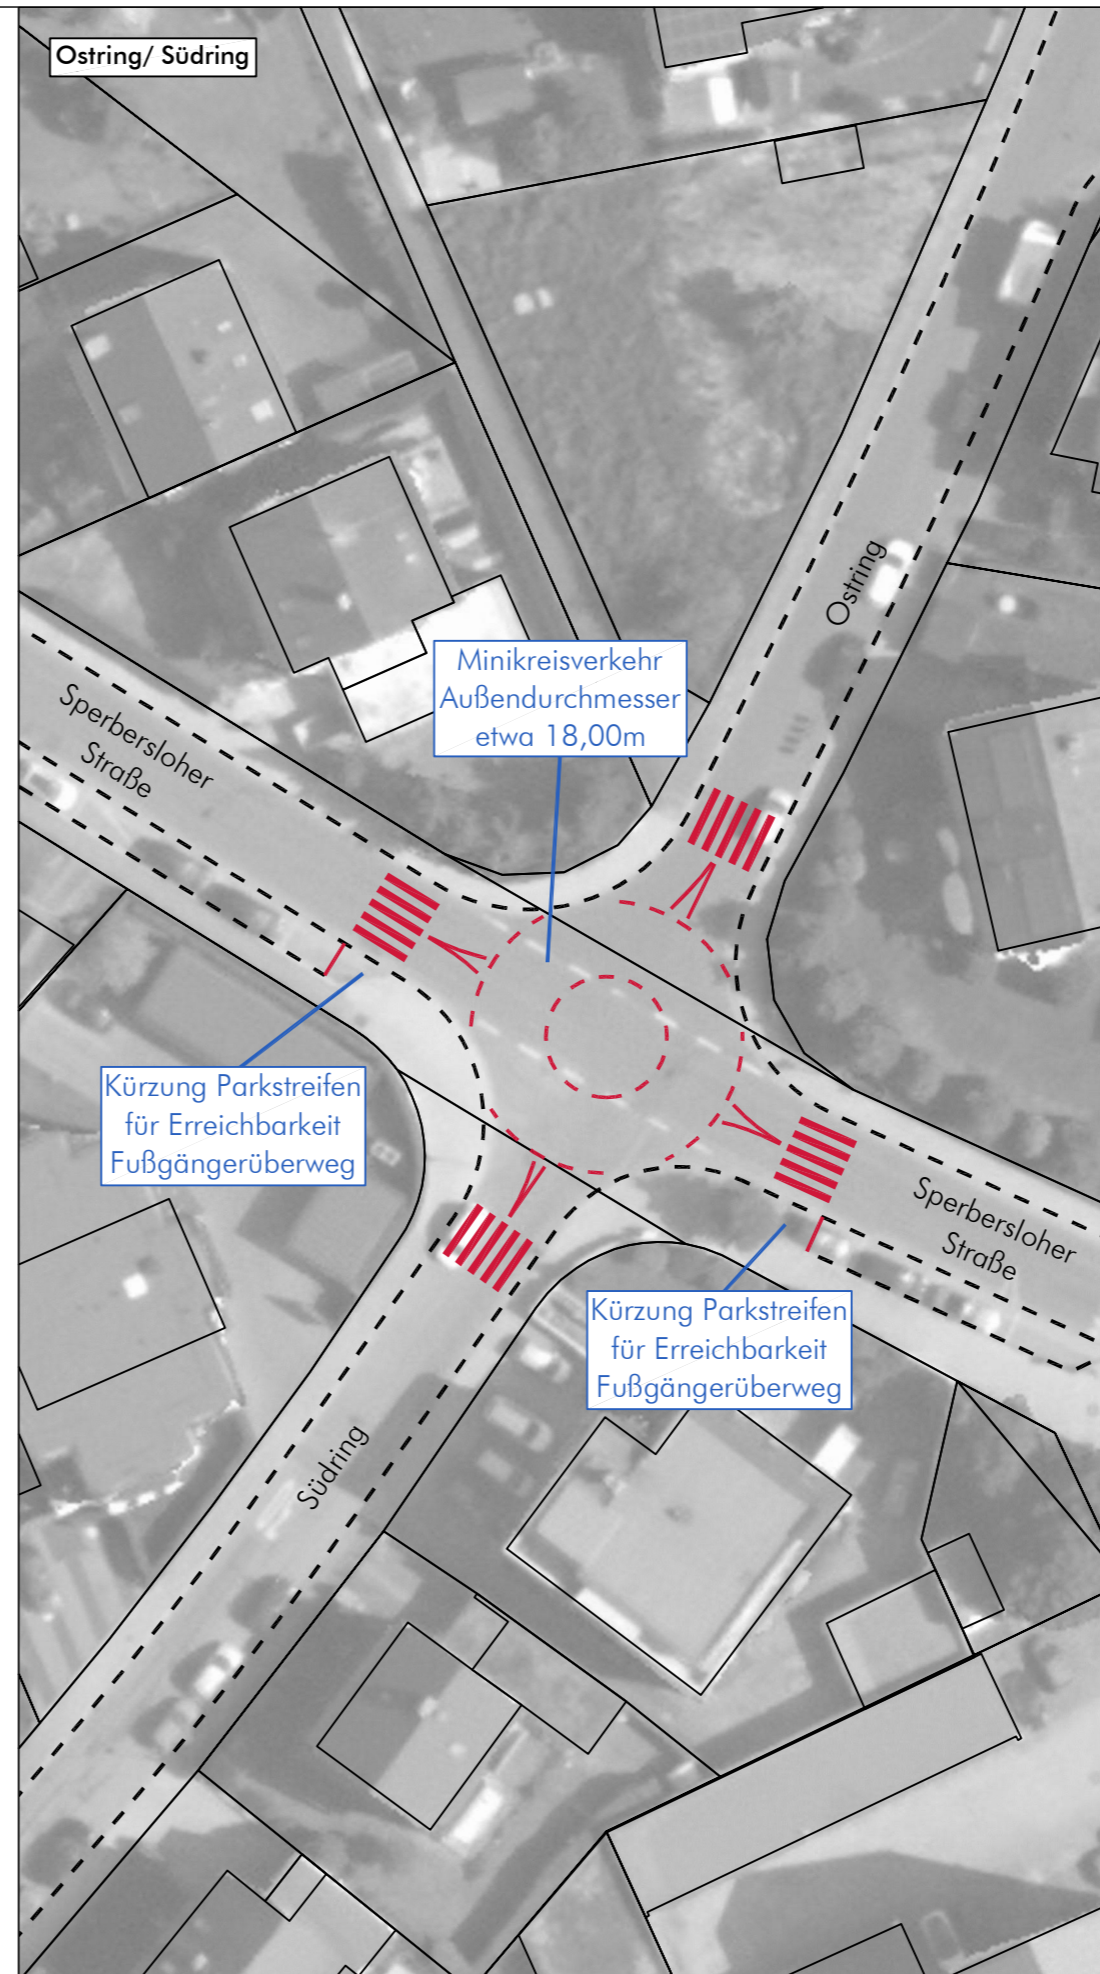 Ostring/ Südring
Ostring
Minikreisverkehr
Außendurchmesser
etwa 18,00m
Sperbersloher
Straße
Kürzung Parkstreifen
für Erreichbarkeit
Fußgängerüberweg
Sperbersloher
Straße
Kürzung Parkstreifen
für Erreichbarkeit
Fußgängerüberweg
Südring